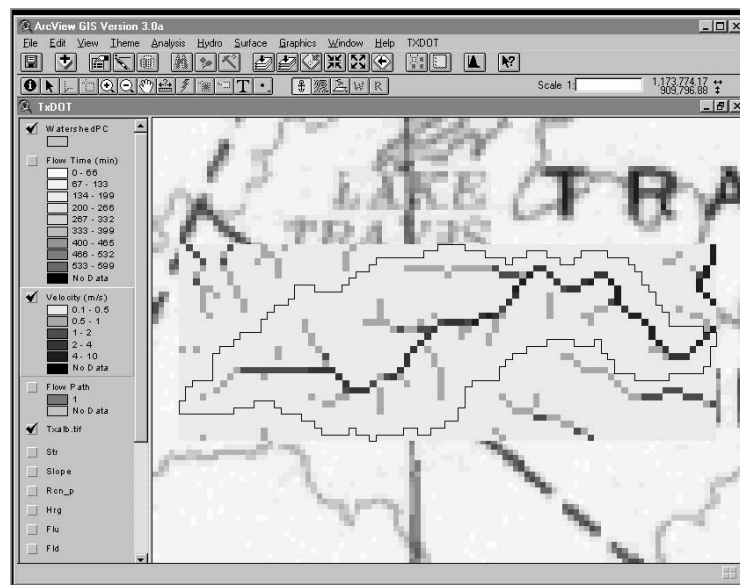 ArcView GIS Version 3.0a
File Edit View Theme Analysis Hydro Surface Graphics Window Help TXDOT
Scale 1:
1,173,774.17
909,796.88
TxDOT
WatershedPC
Flow Time (min)
0 - 66
67 - 133
134 - 199
200 - 266
267 - 332
333 - 399
400 - 465
466 - 532
533 - 599
No Data
Velocity (m/s)
0.1 - 0.5
0.5 - 1
1 - 2
2 - 4
4 - 10
No Data
Flow Path
1
No Data
Txalb.tif
Str
Slope
Rcn_p
Hrg
Flu
Fld
LAKE
TRAVIS
T R A